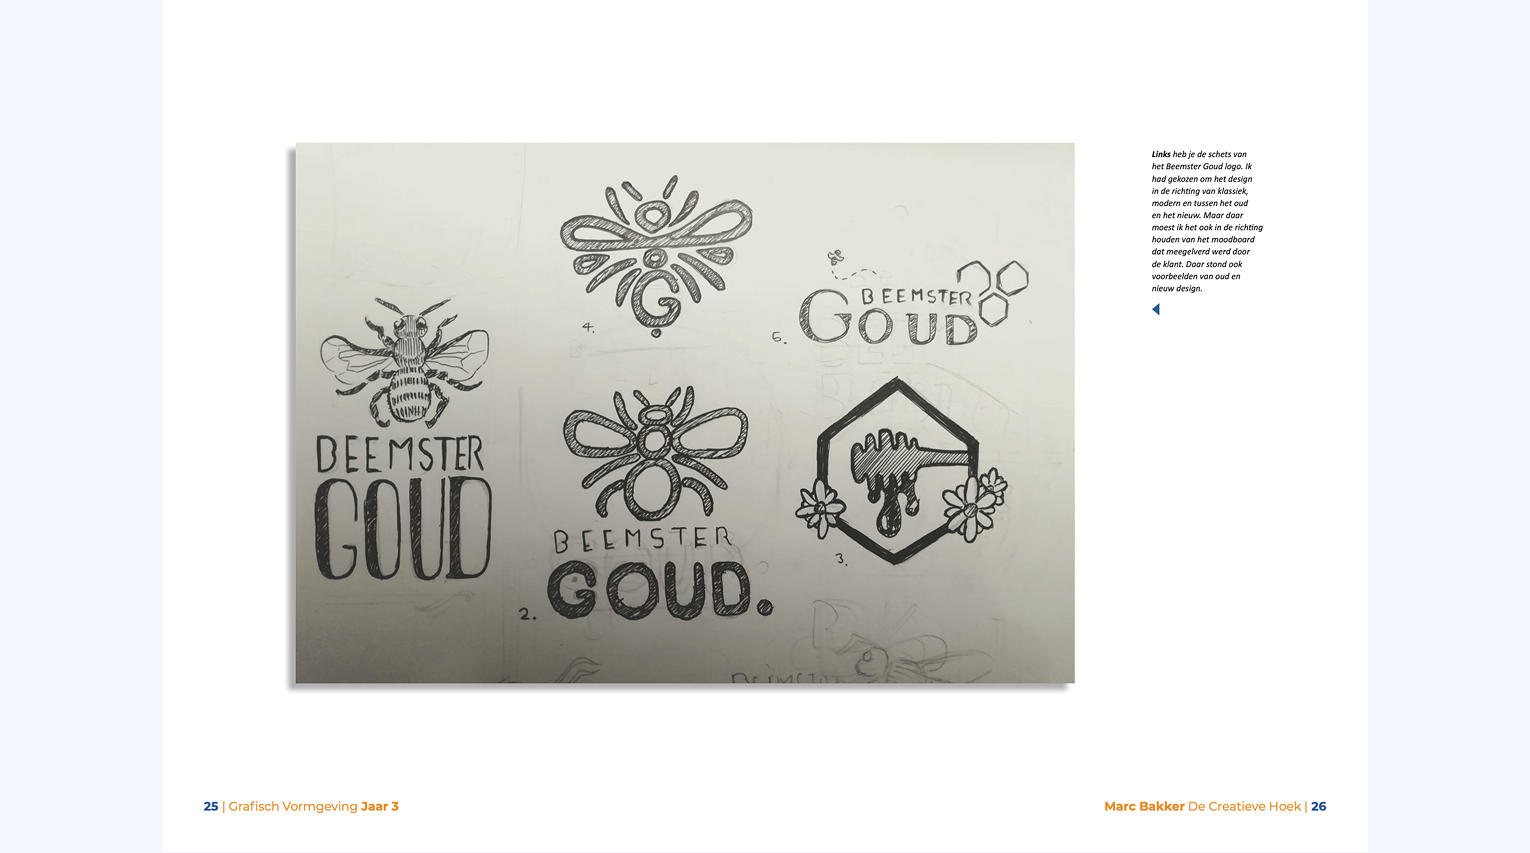 BEEMSTER
GOUD
4.
G
BEEMSTER
GOUD.
2.
5.
BEEMSTER
GOUD
3.
Links heb je de schets van
het Beemster Goud logo. Ik
had gekozen om het design
in de richting van klassiek,
modern en tussen het oud
en het nieuw. Maar daar
moest ik het ook in de richting
houden van het moodboard
dat meegelverd werd door
de klant. Daar stond ook
voorbeelden van oud en
nieuw design.
25 | Grafisch Vormgeving Jaar 3
Marc Bakker De Creatieve Hoek | 26